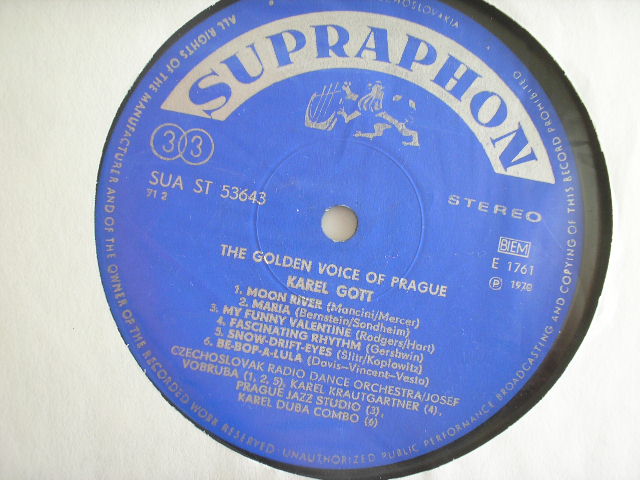 SUPRAPHON
33
SUA ST 53643
71 2
STEREO
BIEM
E 1761
℗ 1970
THE GOLDEN VOICE OF PRAGUE
KAREL GOTT
1. MOON RIVER (Mancini/Mercer)
2. MARIA (Bernstein/Sondheim)
3. MY FUNNY VALENTINE (Rodgers/Hart)
4. FASCINATING RHYTHM (Gershwin)
5. SNOW-DRIFT-EYES (Slitr/Koplowitz)
6. BE-BOP-A-LULA (Davis-Vincent-Vasta)
CZECHOSLOVAK RADIO DANCE ORCHESTRA/JOSEF
VOBRUBA (1, 2, 5), KAREL KRAUTGARTNER (4),
PRAGUE JAZZ STUDIO (3),
KAREL DUBA COMBO (6)
ALL RIGHTS OF THE MANUFACTURER AND OF THE OWNER OF THE RECORDED WORK RESERVED · UNAUTHORIZED PUBLIC PERFORMANCE BROADCASTING AND COPYING OF THIS RECORD PROHIBITED
CZECHOSLOVAKIA